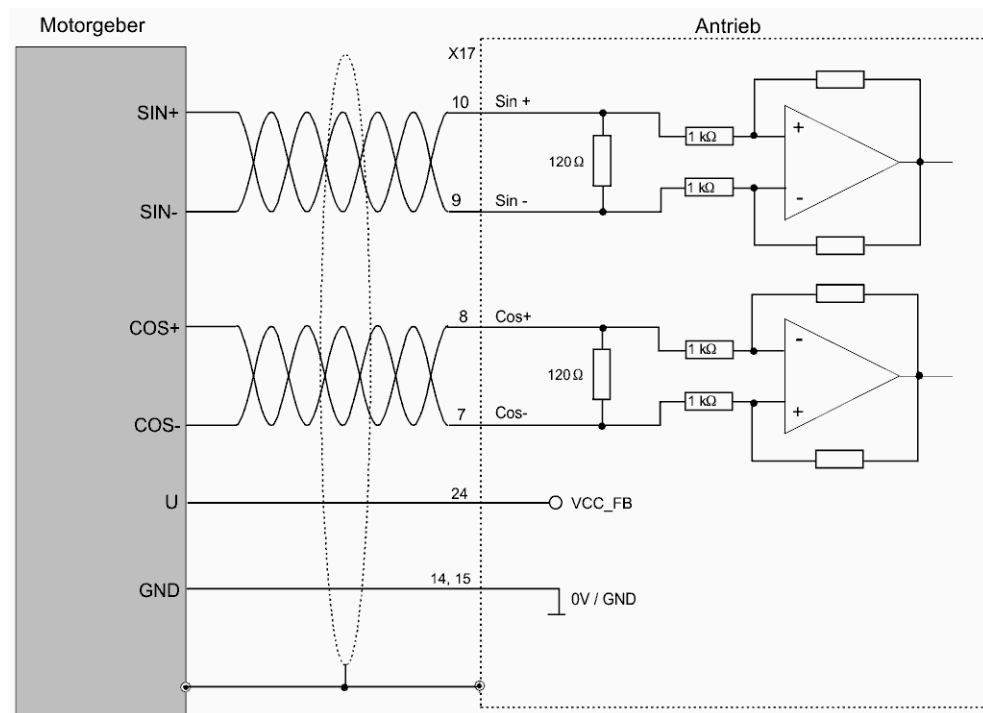 Motorgeber
Antrieb
X17
SIN+
10
Sin +
1 kΩ
+
120 Ω
1 kΩ
-
SIN-
9
Sin -
COS+
8
Cos+
1 kΩ
-
120 Ω
1 kΩ
+
COS-
7
Cos-
U
24
VCC_FB
GND
14, 15
0V / GND